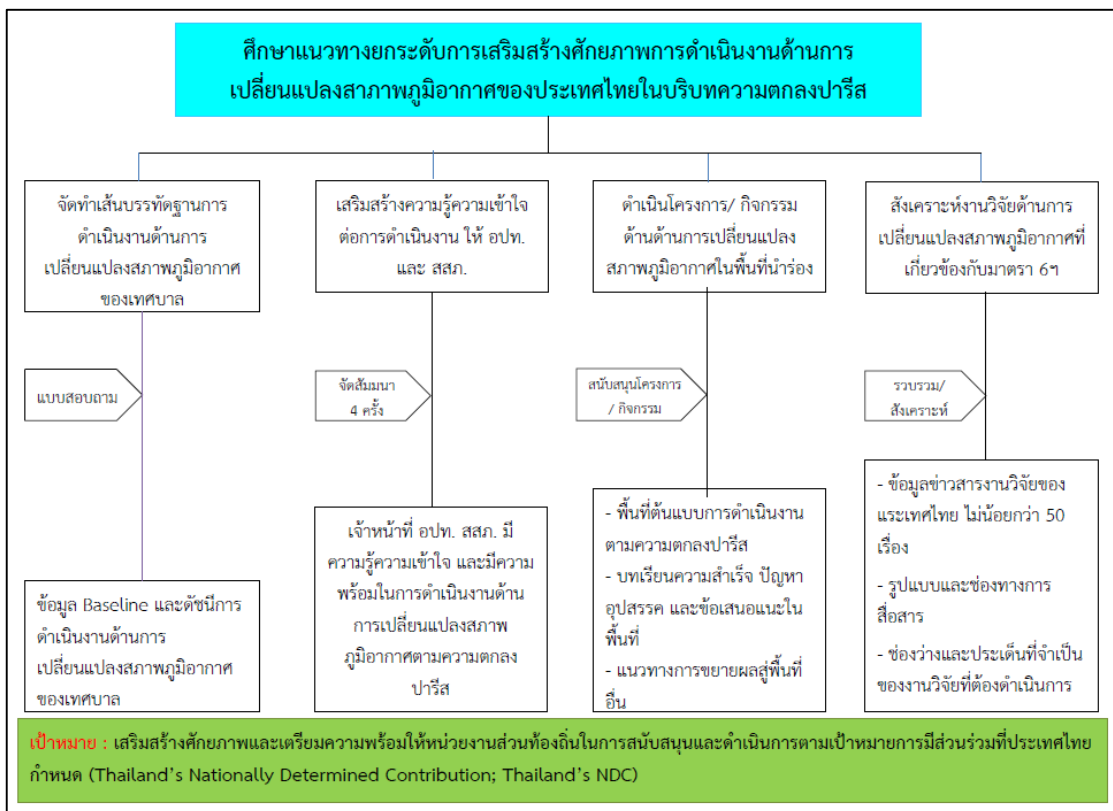 ศึกษาแนวทางยกระดับการเสริมสร้างศักยภาพการดำเนินงานด้านการ
เปลี่ยนแปลงสาภาพภูมิอากาศของประเทศไทยในบริบทความตกลงปารีส
จัดทำเส้นบรรทัดฐานการ
ดำเนินงานด้านการ
เปลี่ยนแปลงสภาพภูมิอากาศ
ของเทศบาล
เสริมสร้างความรู้ความเข้าใจ
ต่อการดำเนินงาน ให้ อปท.
และ สสภ.
ดำเนินโครงการ/ กิจกรรม
ด้านด้านการเปลี่ยนแปลง
สภาพภูมิอากาศในพื้นที่นำร่อง
สังเคราะห์งานวิจัยด้านการ
เปลี่ยนแปลงสภาพภูมิอากาศที่
เกี่ยวข้องกับมาตรา 6ฯ
แบบสอบถาม
จัดสัมมนา
4 ครั้ง
สนับสนุนโครงการ
/ กิจกรรม
รวบรวม/
สังเคราะห์
ข้อมูล Baseline และดัชนีการ
ดำเนินงานด้านการ
เปลี่ยนแปลงสภาพภูมิอากาศ
ของเทศบาล
เจ้าหน้าที่ อปท. สสภ. มี
ความรู้ความเข้าใจ และมีความ
พร้อมในการดำเนินงานด้าน
การเปลี่ยนแปลงสภาพ
ภูมิอากาศตามความตกลง
ปารีส
- พื้นที่ต้นแบบการดำเนินงาน
ตามความตกลงปารีส
- บทเรียนความสำเร็จ ปัญหา
อุปสรรค และข้อเสนอแนะใน
พื้นที่
- แนวทางการขยายผลสู่พื้นที่
อื่น
- ข้อมูลข่าวสารงานวิจัยของ
แระเทศไทย ไม่น้อยกว่า 50
เรื่อง
- รูปแบบและช่องทางการ
สื่อสาร
- ช่องว่างและประเด็นที่จำเป็น
ของงานวิจัยที่ต้องดำเนินการ
เป้าหมาย : เสริมสร้างศักยภาพและเตรียมความพร้อมให้หน่วยงานส่วนท้องถิ่นในการสนับสนุนและดำเนินการตามเป้าหมายการมีส่วนร่วมที่ประเทศไทย
กำหนด (Thailand's Nationally Determined Contribution; Thailand's NDC)